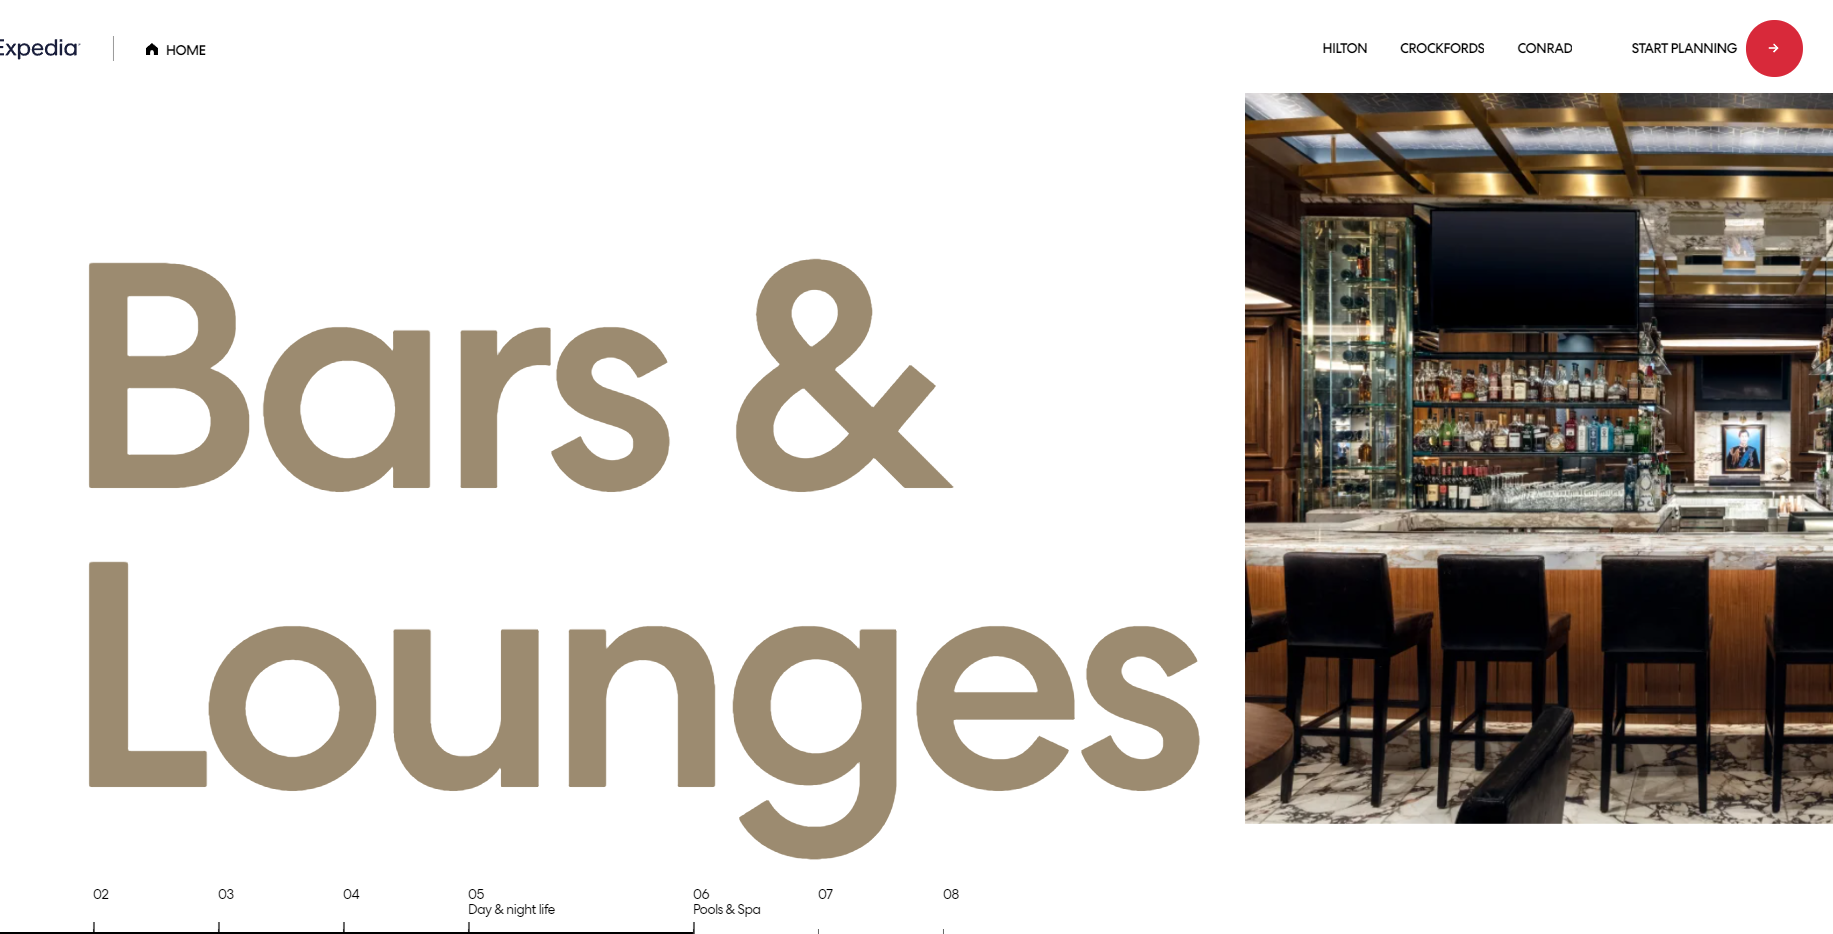 Expedia
HOME
HILTON
CROCKFORDS
CONRAD
START PLANNING
Bars &
Lounges
02
03
04
05
Day & night life
06
Pools & Spa
07
08